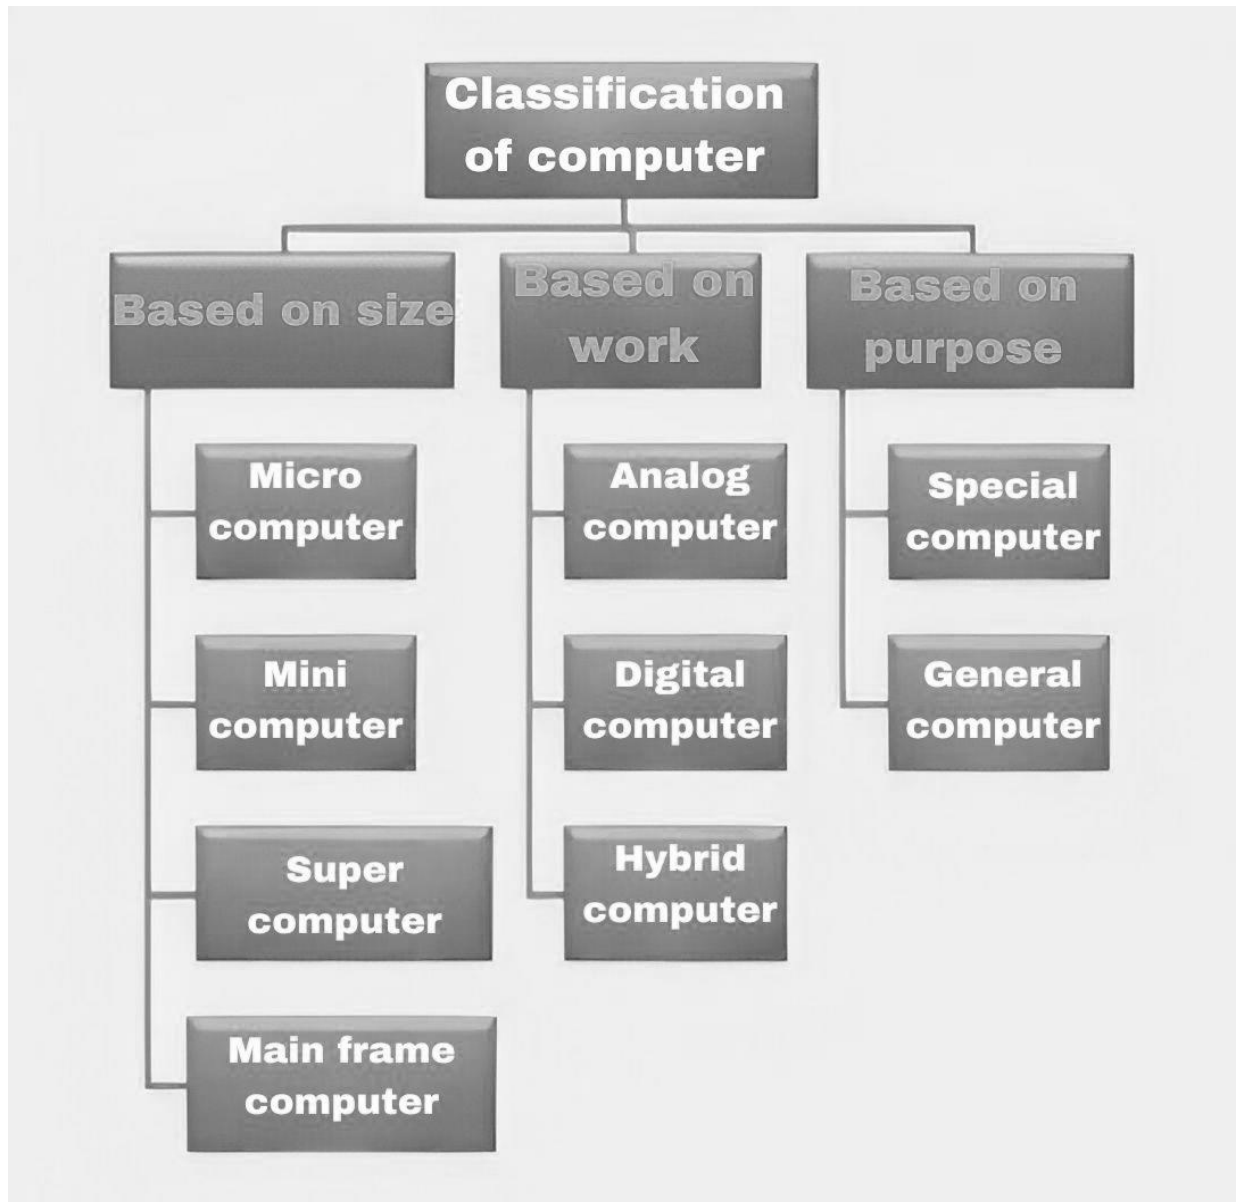 Classification
of computer
Based on size
Based on
work
Based on
purpose
Micro
computer
Analog
computer
Special
computer
Mini
computer
Digital
computer
General
computer
Super
computer
Hybrid
computer
Main frame
computer